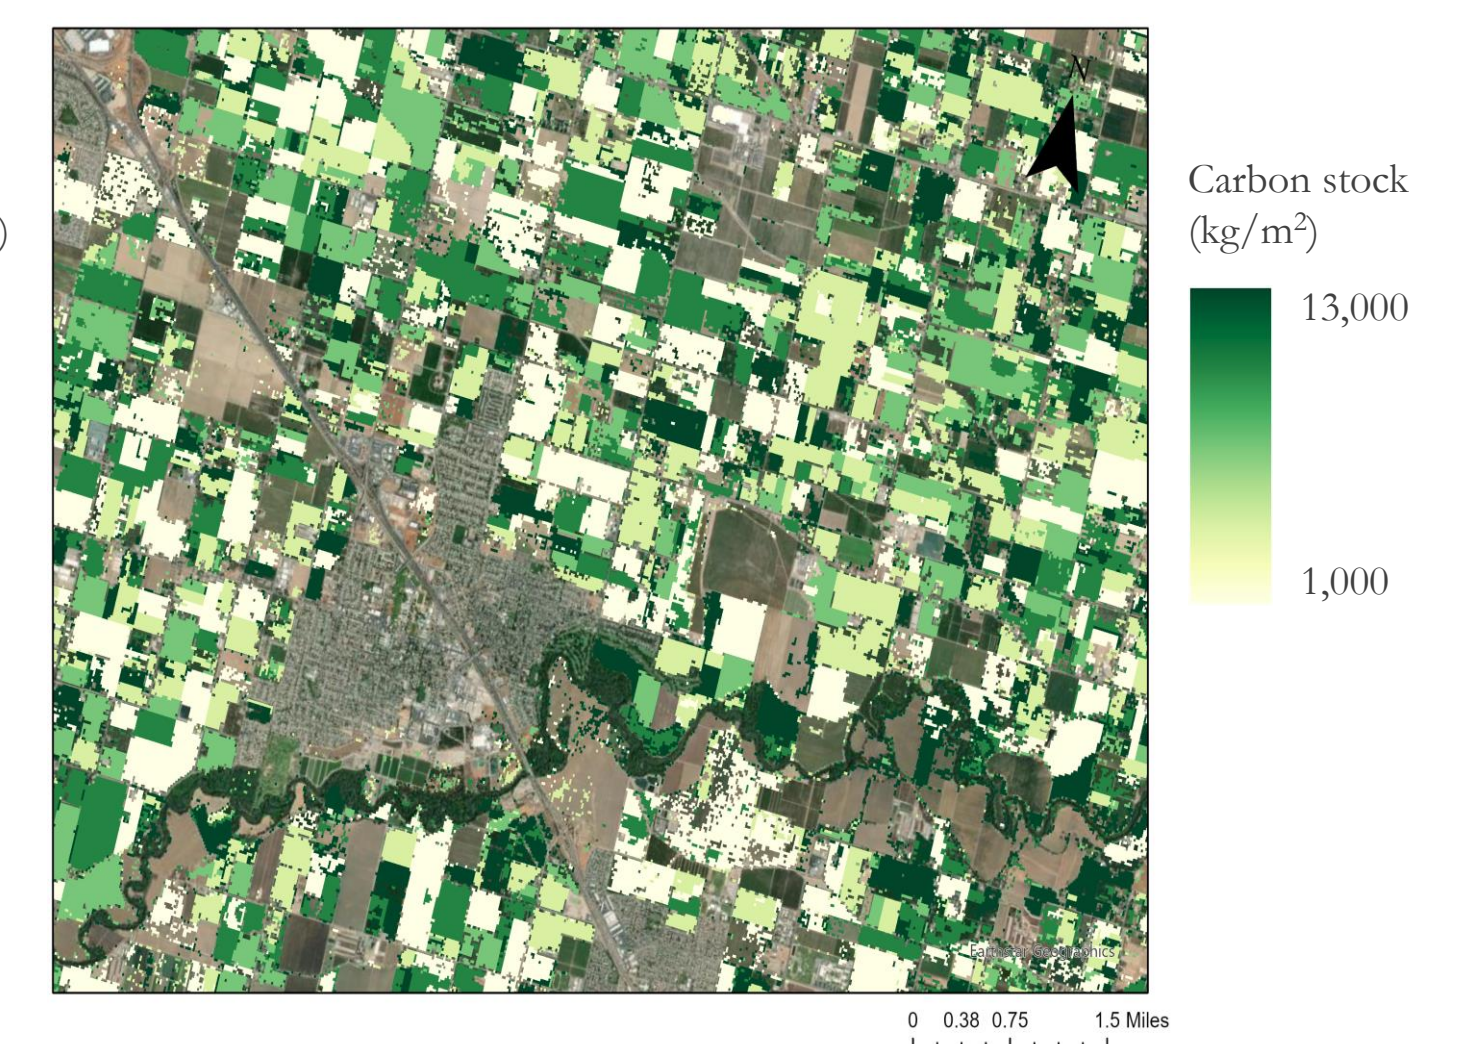 )
N
Carbon stock
(kg/m²)
13,000
1,000
Earthstar Geographics
0 0.38 0.75 1.5 Miles